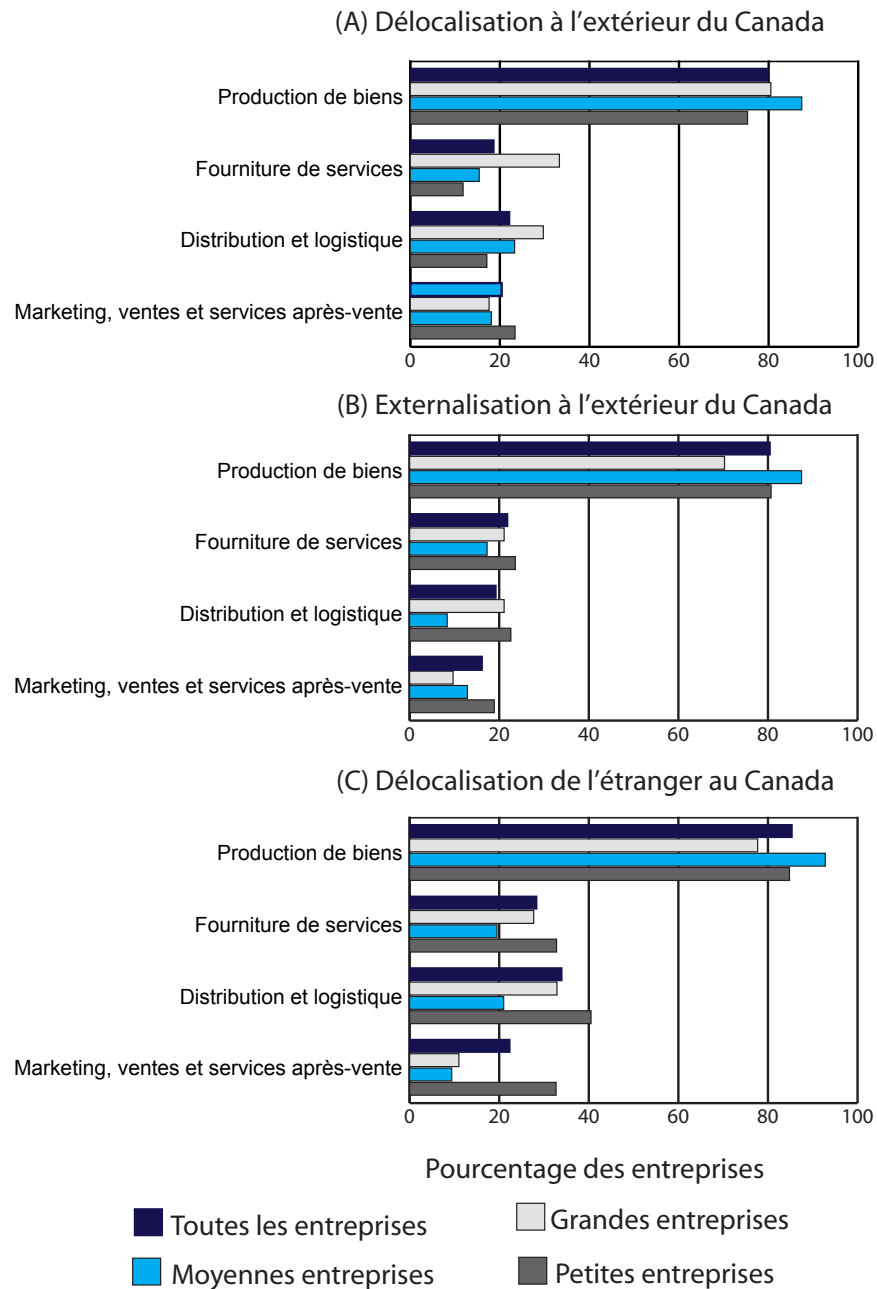 (A) Délocalisation à l'extérieur du Canada
Production de biens
Fourniture de services
Distribution et logistique
Marketing, ventes et services après-vente
0 20 40 60 80 100
(B) Externalisation à l'extérieur du Canada
Production de biens
Fourniture de services
Distribution et logistique
Marketing, ventes et services après-vente
0 20 40 60 80 100
(C) Délocalisation de l'étranger au Canada
Production de biens
Fourniture de services
Distribution et logistique
Marketing, ventes et services après-vente
0 20 40 60 80 100
Pourcentage des entreprises
Toutes les entreprises Grandes entreprises
Moyennes entreprises Petites entreprises